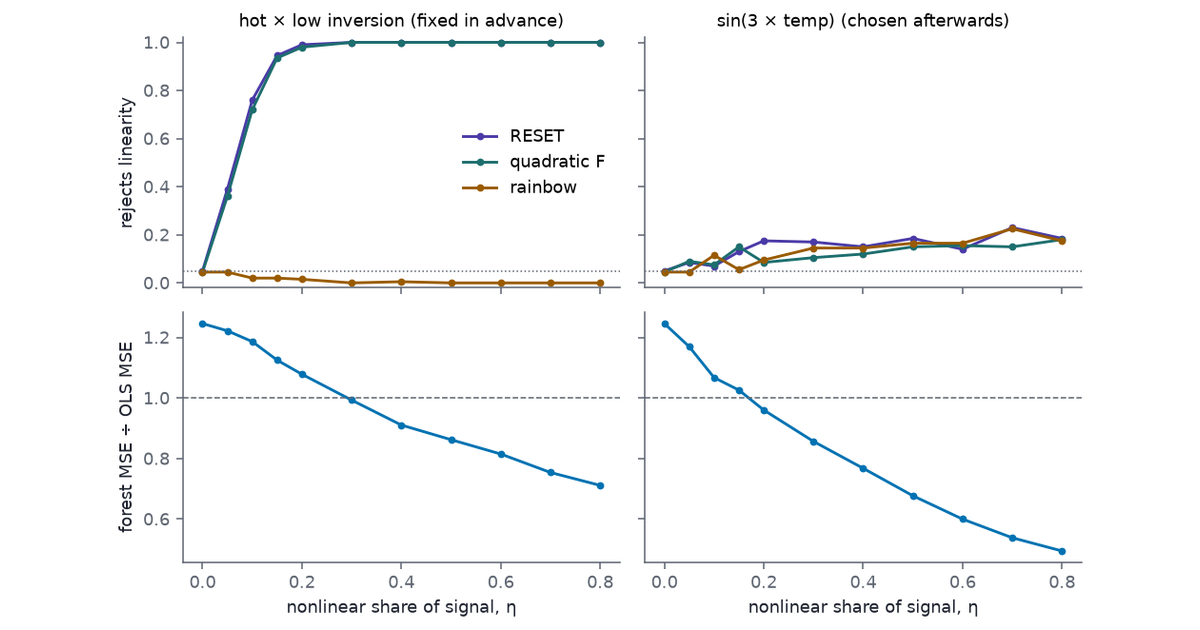 hot × low inversion (fixed in advance)
sin(3 × temp) (chosen afterwards)
rejects linearity
1.0
0.8
0.6
0.4
0.2
0.0
RESET
quadratic F
rainbow
forest MSE ÷ OLS MSE
1.2
1.0
0.8
0.6
0.0 0.2 0.4 0.6 0.8
nonlinear share of signal, η
0.0 0.2 0.4 0.6 0.8
nonlinear share of signal, η